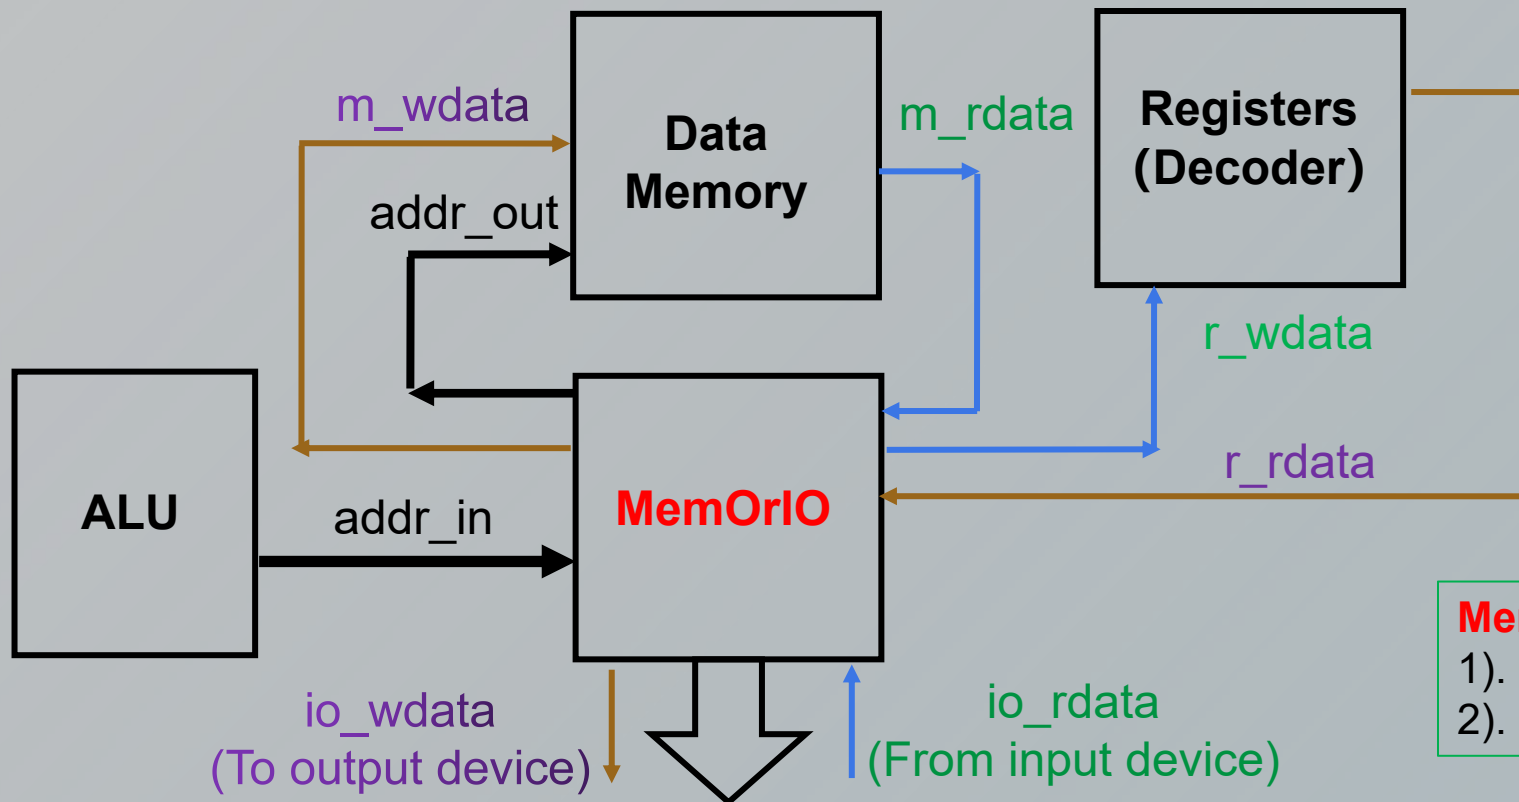 m_wdata
Data
Memory
m_rdata
Registers
(Decoder)
addr_out
r_wdata
ALU
addr_in
MemOrIO
r_rdata
io_wdata
(To output device)
io_rdata
(From input device)
1).
2).